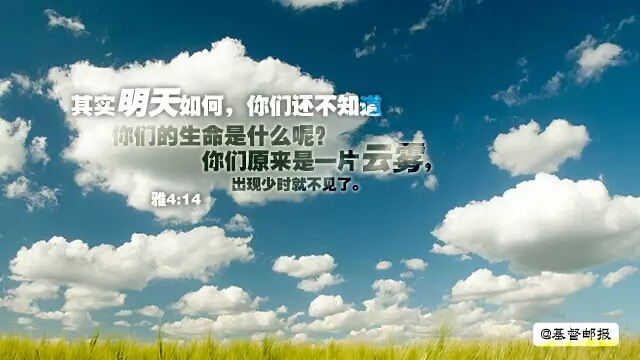 其实明天如何，你们还不知道
你们的生命是什么呢？
你们原来是一片云雾，
出现少时就不见了。
雅4:14
@基督邮报